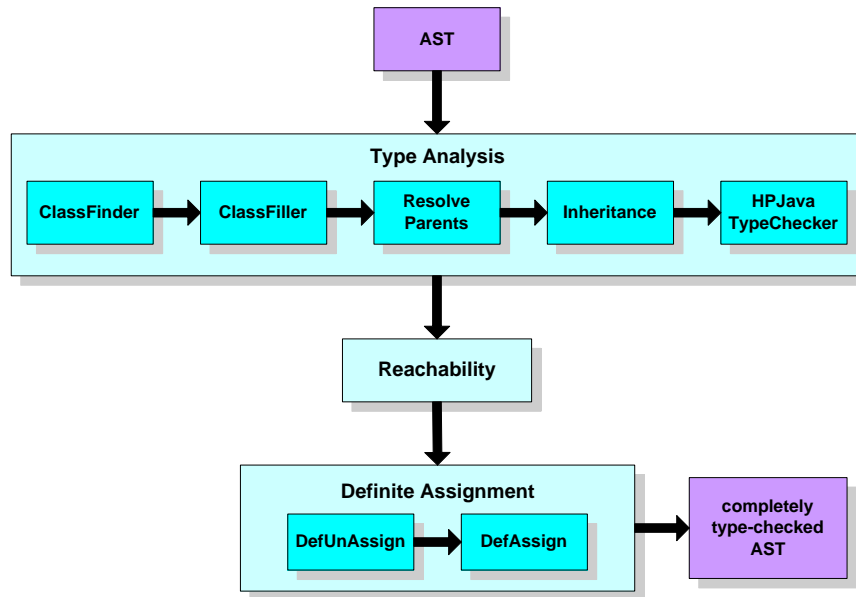 AST
Type Analysis
ClassFinder
ClassFiller
Resolve
Parents
Inheritance
HPJava
TypeChecker
Reachability
Definite Assignment
DefUnAssign
DefAssign
completely
type-checked
AST